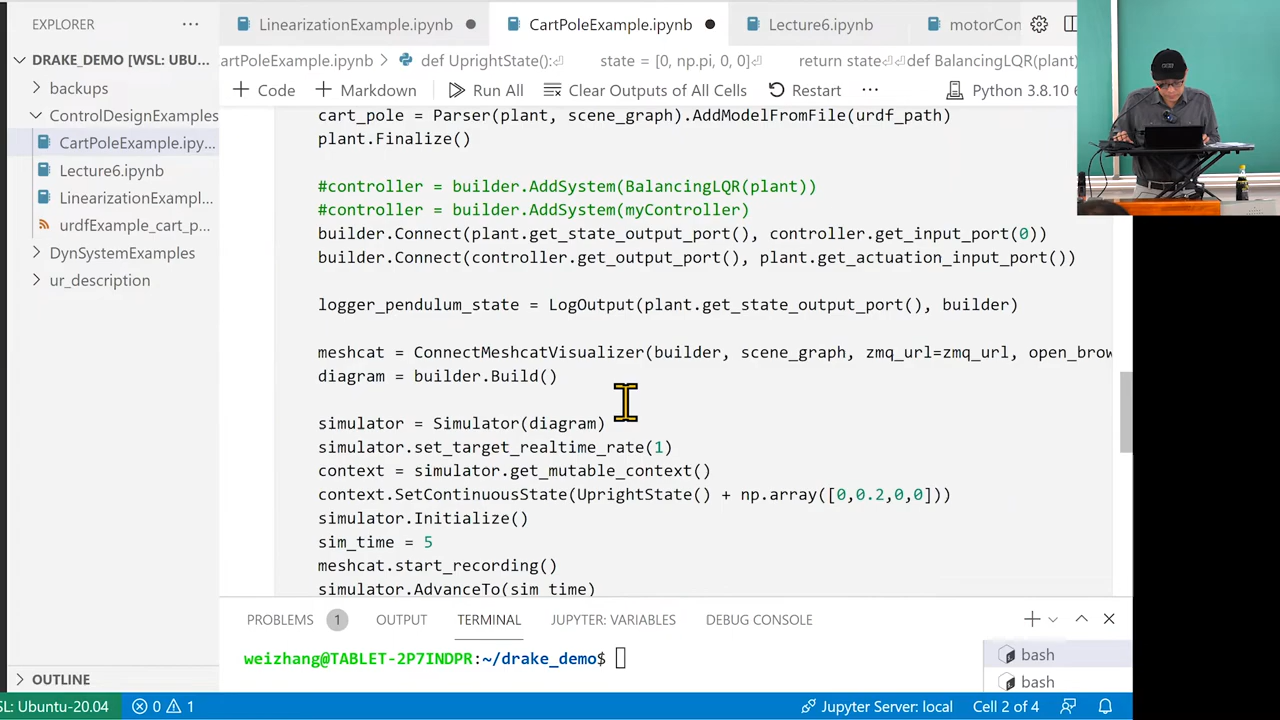 EXPLORER
LinearizationExample.ipynb
CartPoleExample.ipynb
Lecture6.ipynb
motorCon
DRAKE_DEMO [WSL: UBU...
backups
ControlDesignExamples
CartPoleExample.ipy...
Lecture6.ipynb
LinearizationExampl...
urdfExample_cart_p...
DynSystemExamples
ur_description
artPoleExample.ipynb > def UprightState():⏎ state = [0, np.pi, 0, 0]⏎ return state⏎⏎def BalancingLQR(plant)
+ Code + Markdown Run All Clear Outputs of All Cells Restart ... Python 3.8.10 6
cart_pole = Parser(plant, scene_graph).AddModelFromFile(urdf_path)
plant.Finalize()
#controller = builder.AddSystem(BalancingLQR(plant))
#controller = builder.AddSystem(myController)
builder.Connect(plant.get_state_output_port(), controller.get_input_port(0))
builder.Connect(controller.get_output_port(), plant.get_actuation_input_port())
logger_pendulum_state = LogOutput(plant.get_state_output_port(), builder)
meshcat = ConnectMeshcatVisualizer(builder, scene_graph, zmq_url=zmq_url, open_brow
diagram = builder.Build()
simulator = Simulator(diagram)
simulator.set_target_realtime_rate(1)
context = simulator.get_mutable_context()
context.SetContinuousState(UprightState() + np.array([0,0.2,0,0]))
simulator.Initialize()
sim_time = 5
meshcat.start_recording()
simulator.AdvanceTo(sim_time)
PROBLEMS 1 OUTPUT TERMINAL JUPYTER: VARIABLES DEBUG CONSOLE
weizhang@TABLET-2P7INDPR:~/drake_demo$
bash
bash
OUTLINE
SL: Ubuntu-20.04 0 1 Jupyter Server: local Cell 2 of 4